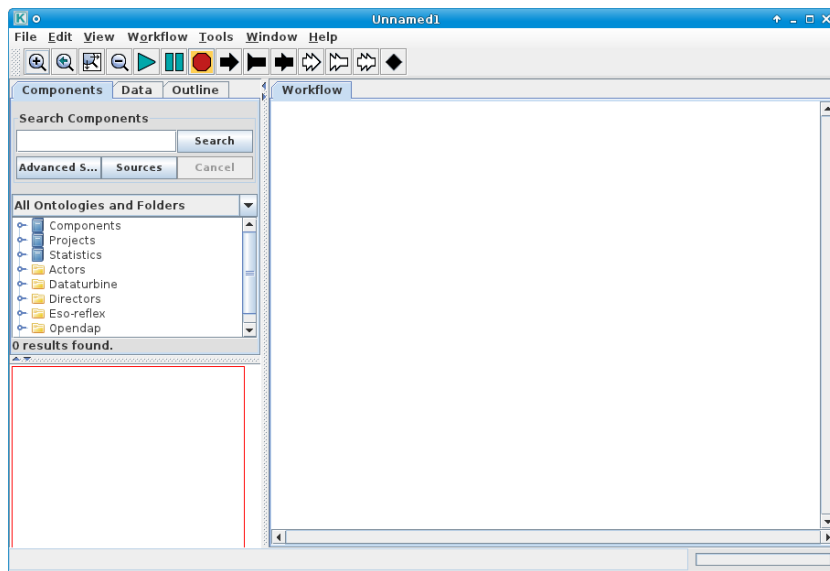 Unnamed1
File Edit View Workflow Tools Window Help
Components Data Outline
Workflow
Search Components
Search
Advanced S... Sources Cancel
All Ontologies and Folders
Components
Projects
Statistics
Actors
Dataturbine
Directors
Eso-reflex
Opendap
0 results found.